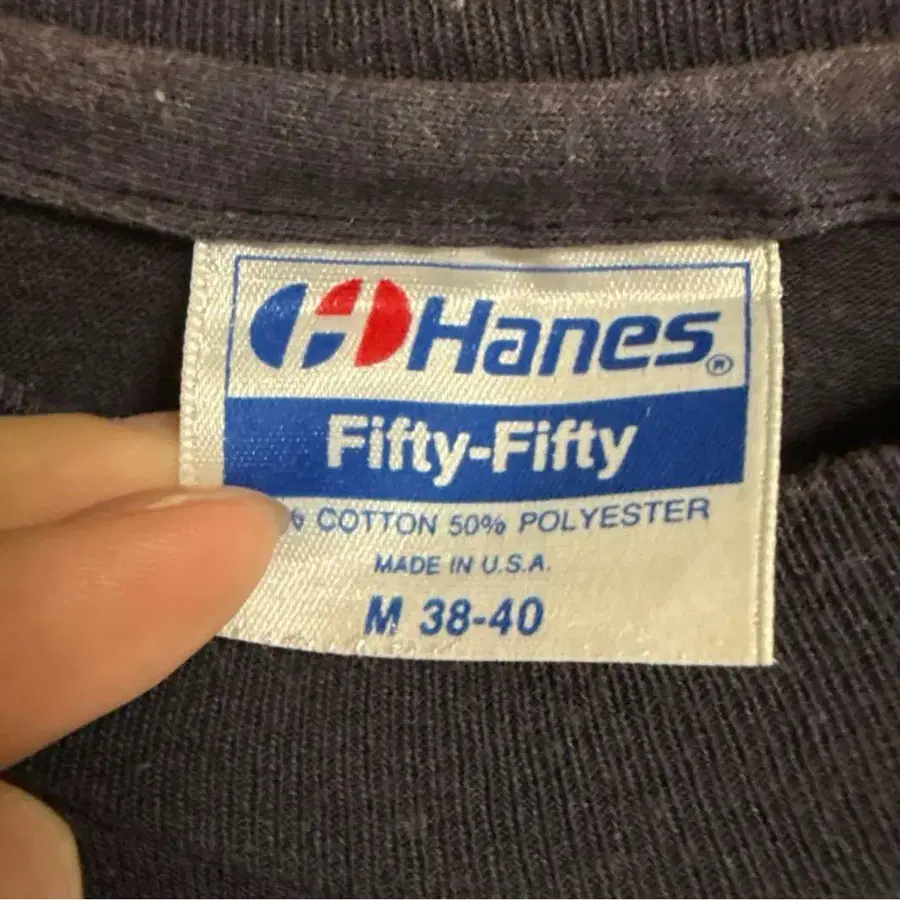 Hanes®
Fifty-Fifty
% COTTON 50% POLYESTER
MADE IN U.S.A.
M 38-40